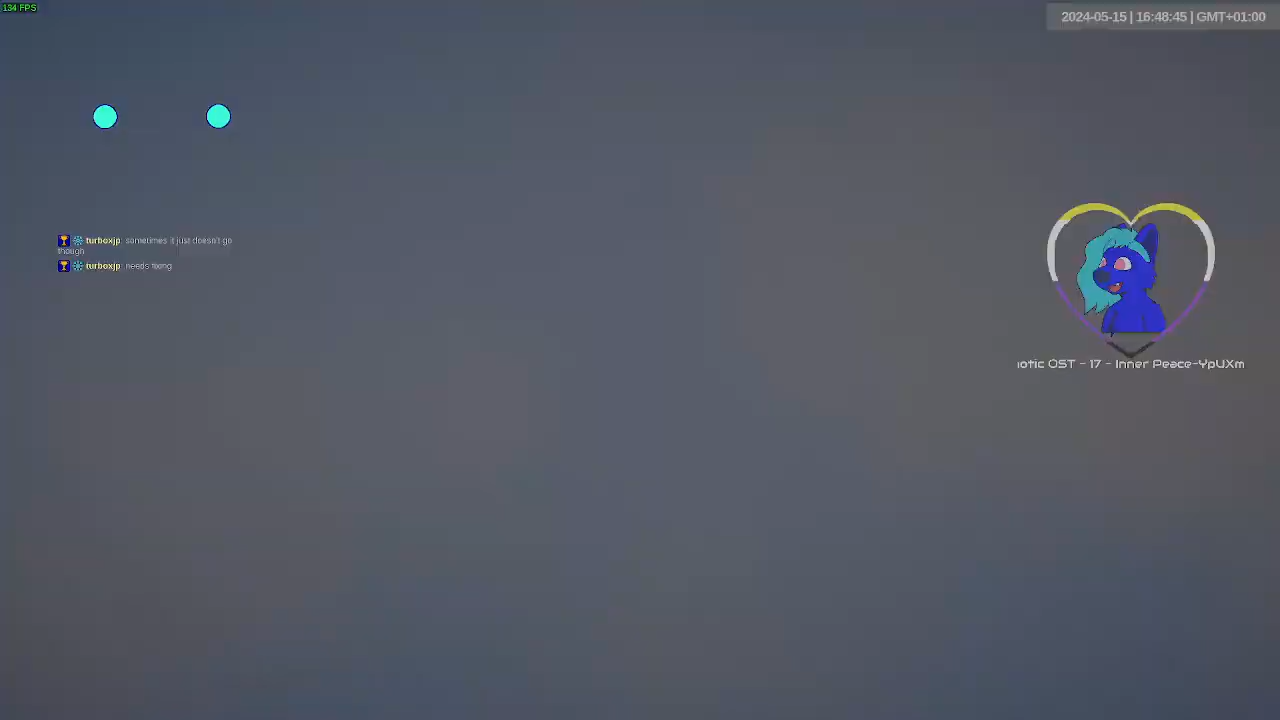 134 FPS
2024-05-15 | 16:48:45 | GMT+01:00
turboxjp: sometimes it just doesn't go
though
turboxjp: needs fixing
iotic OST - 17 - Inner Peace-YpUXm